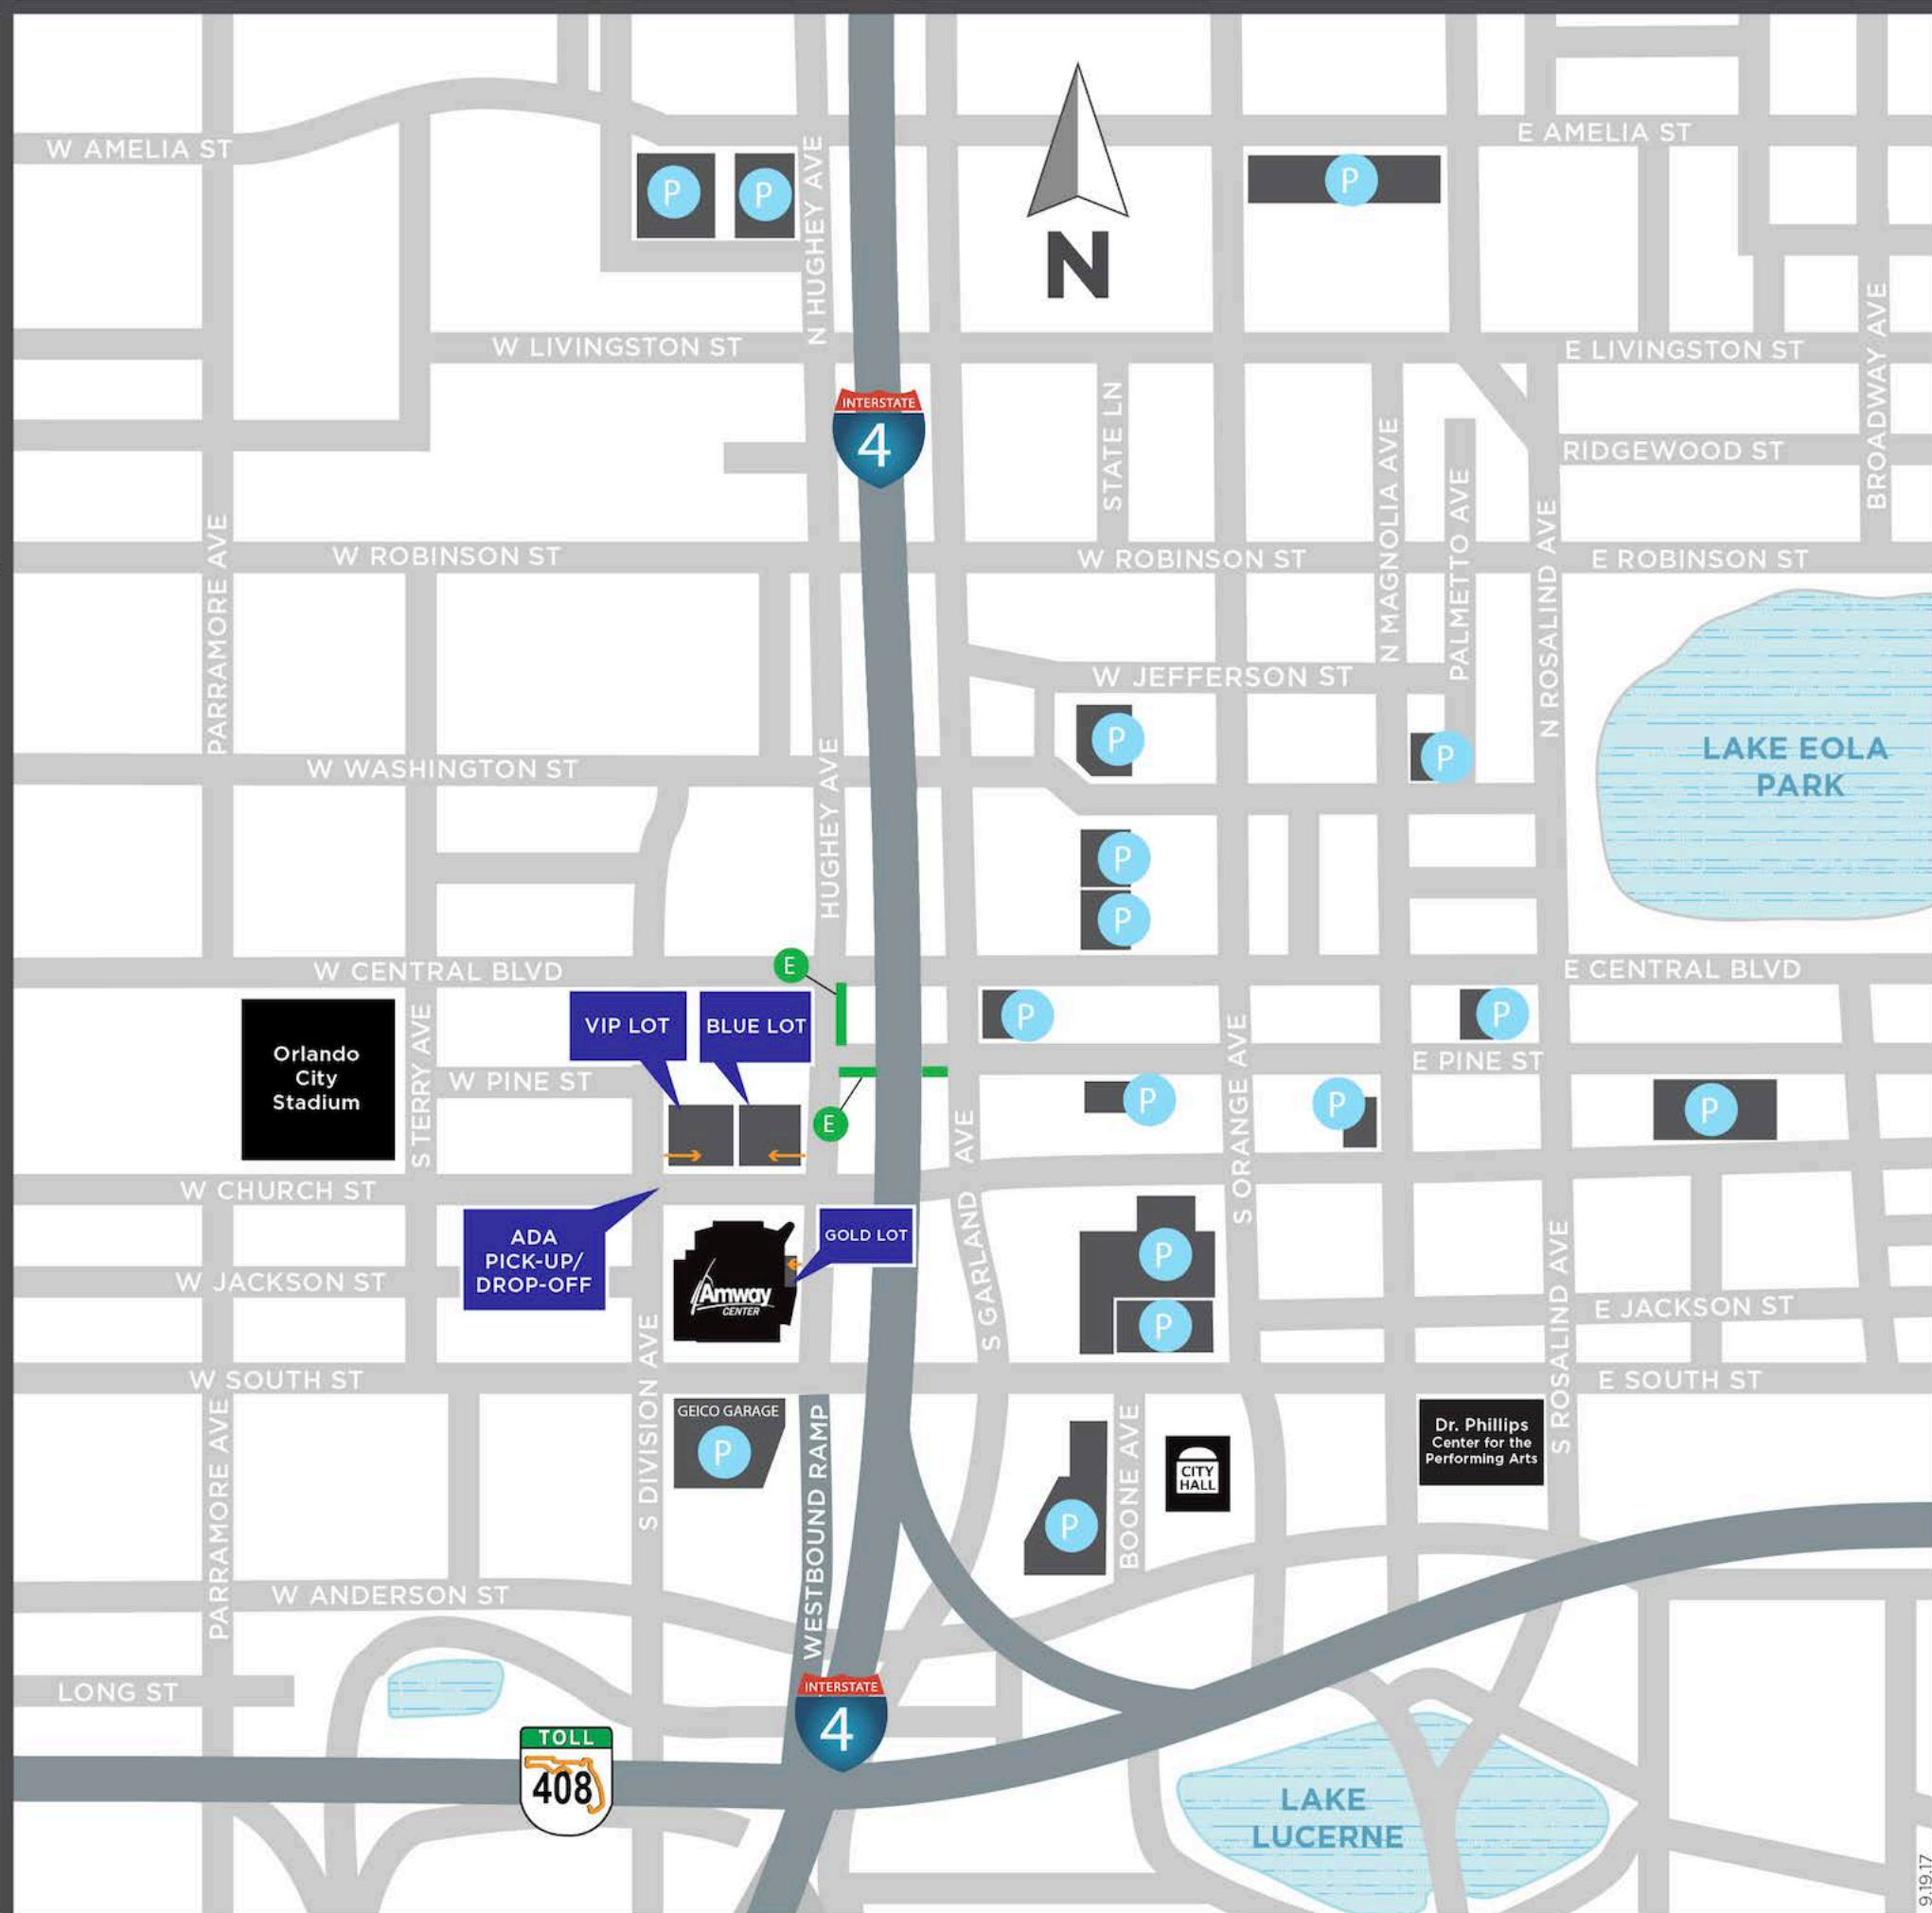 W AMELIA ST
E AMELIA ST
P
P
P
N HUGHEY AVE
N
W LIVINGSTON ST
E LIVINGSTON ST
BROADWAY AVE
INTERSTATE
4
STATE LN
N MAGNOLIA AVE
PALMETTO AVE
RIDGEWOOD ST
PARRAMORE AVE
W ROBINSON ST
W ROBINSON ST
E ROBINSON ST
N ROSALIND AVE
W JEFFERSON ST
P
P
LAKE EOLA
PARK
W WASHINGTON ST
HUGHEY AVE
P
P
E
W CENTRAL BLVD
E CENTRAL BLVD
VIP LOT
BLUE LOT
P
P
Orlando
City
Stadium
S TERRY AVE
W PINE ST
E PINE ST
E
P
P
P
S ORANGE AVE
S GARLAND AVE
W CHURCH ST
ADA
PICK-UP/
DROP-OFF
GOLD LOT
P
W JACKSON ST
Amway
CENTER
E JACKSON ST
P
S ROSALIND AVE
W SOUTH ST
E SOUTH ST
S DIVISION AVE
GEICO GARAGE
P
WESTBOUND RAMP
BOONE AVE
P
CITY
HALL
Dr. Phillips
Center for the
Performing Arts
PARRAMORE AVE
W ANDERSON ST
LONG ST
INTERSTATE
4
TOLL
408
LAKE
LUCERNE
9.19.17